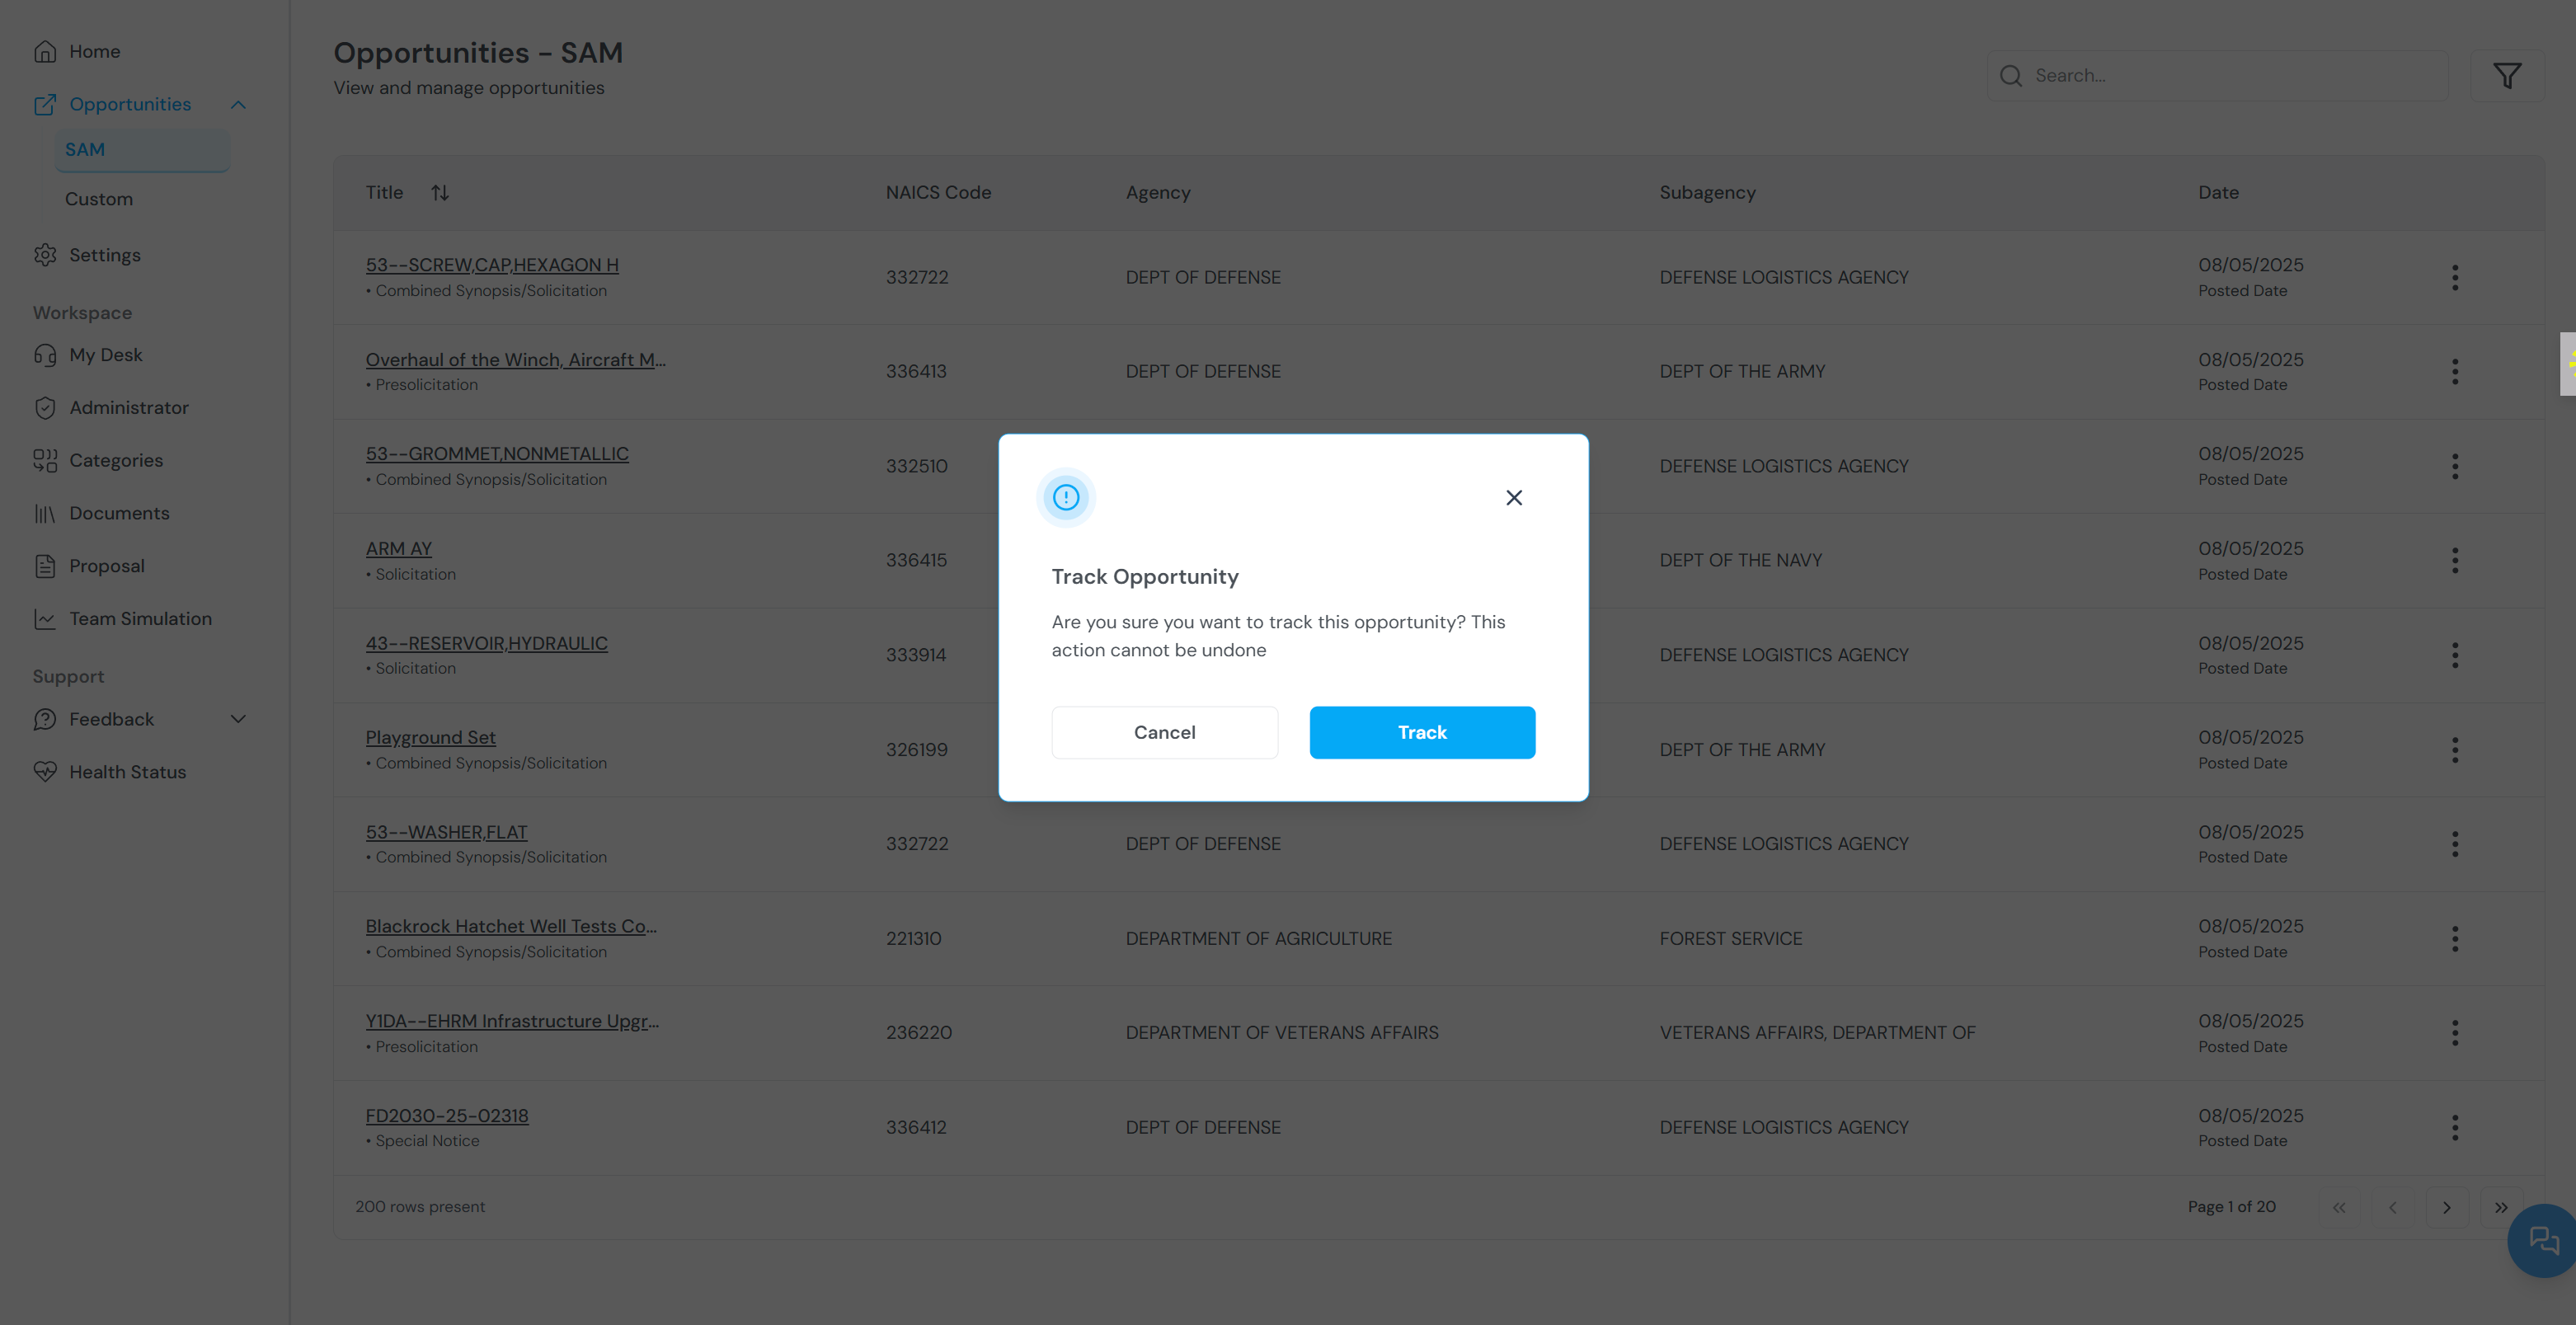 Home
Opportunities
SAM
Custom
Settings
Workspace
My Desk
Administrator
Categories
Documents
Proposal
Team Simulation
Support
Feedback
Health Status
Opportunities - SAM
View and manage opportunities
Search...
Title NAICS Code Agency Subagency Date
53--SCREW,CAP,HEXAGON H 332722 DEPT OF DEFENSE DEFENSE LOGISTICS AGENCY 08/05/2025
• Combined Synopsis/Solicitation Posted Date
Overhaul of the Winch, Aircraft M... 336413 DEPT OF DEFENSE DEPT OF THE ARMY 08/05/2025
• Presolicitation Posted Date
53--GROMMET,NONMETALLIC 332510 DEFENSE LOGISTICS AGENCY 08/05/2025
• Combined Synopsis/Solicitation Posted Date
ARM AY 336415 DEPT OF THE NAVY 08/05/2025
• Solicitation Posted Date
43--RESERVOIR,HYDRAULIC 333914 DEFENSE LOGISTICS AGENCY 08/05/2025
• Solicitation Posted Date
Playground Set 326199 DEPT OF THE ARMY 08/05/2025
• Combined Synopsis/Solicitation Posted Date
53--WASHER,FLAT 332722 DEPT OF DEFENSE DEFENSE LOGISTICS AGENCY 08/05/2025
• Combined Synopsis/Solicitation Posted Date
Blackrock Hatchet Well Tests Co... 221310 DEPARTMENT OF AGRICULTURE FOREST SERVICE 08/05/2025
• Combined Synopsis/Solicitation Posted Date
Y1DA--EHRM Infrastructure Upgr... 236220 DEPARTMENT OF VETERANS AFFAIRS VETERANS AFFAIRS, DEPARTMENT OF 08/05/2025
• Presolicitation Posted Date
FD2030-25-02318 336412 DEPT OF DEFENSE DEFENSE LOGISTICS AGENCY 08/05/2025
• Special Notice Posted Date
200 rows present Page 1 of 20
Track Opportunity
Are you sure you want to track this opportunity? This
action cannot be undone
Cancel Track